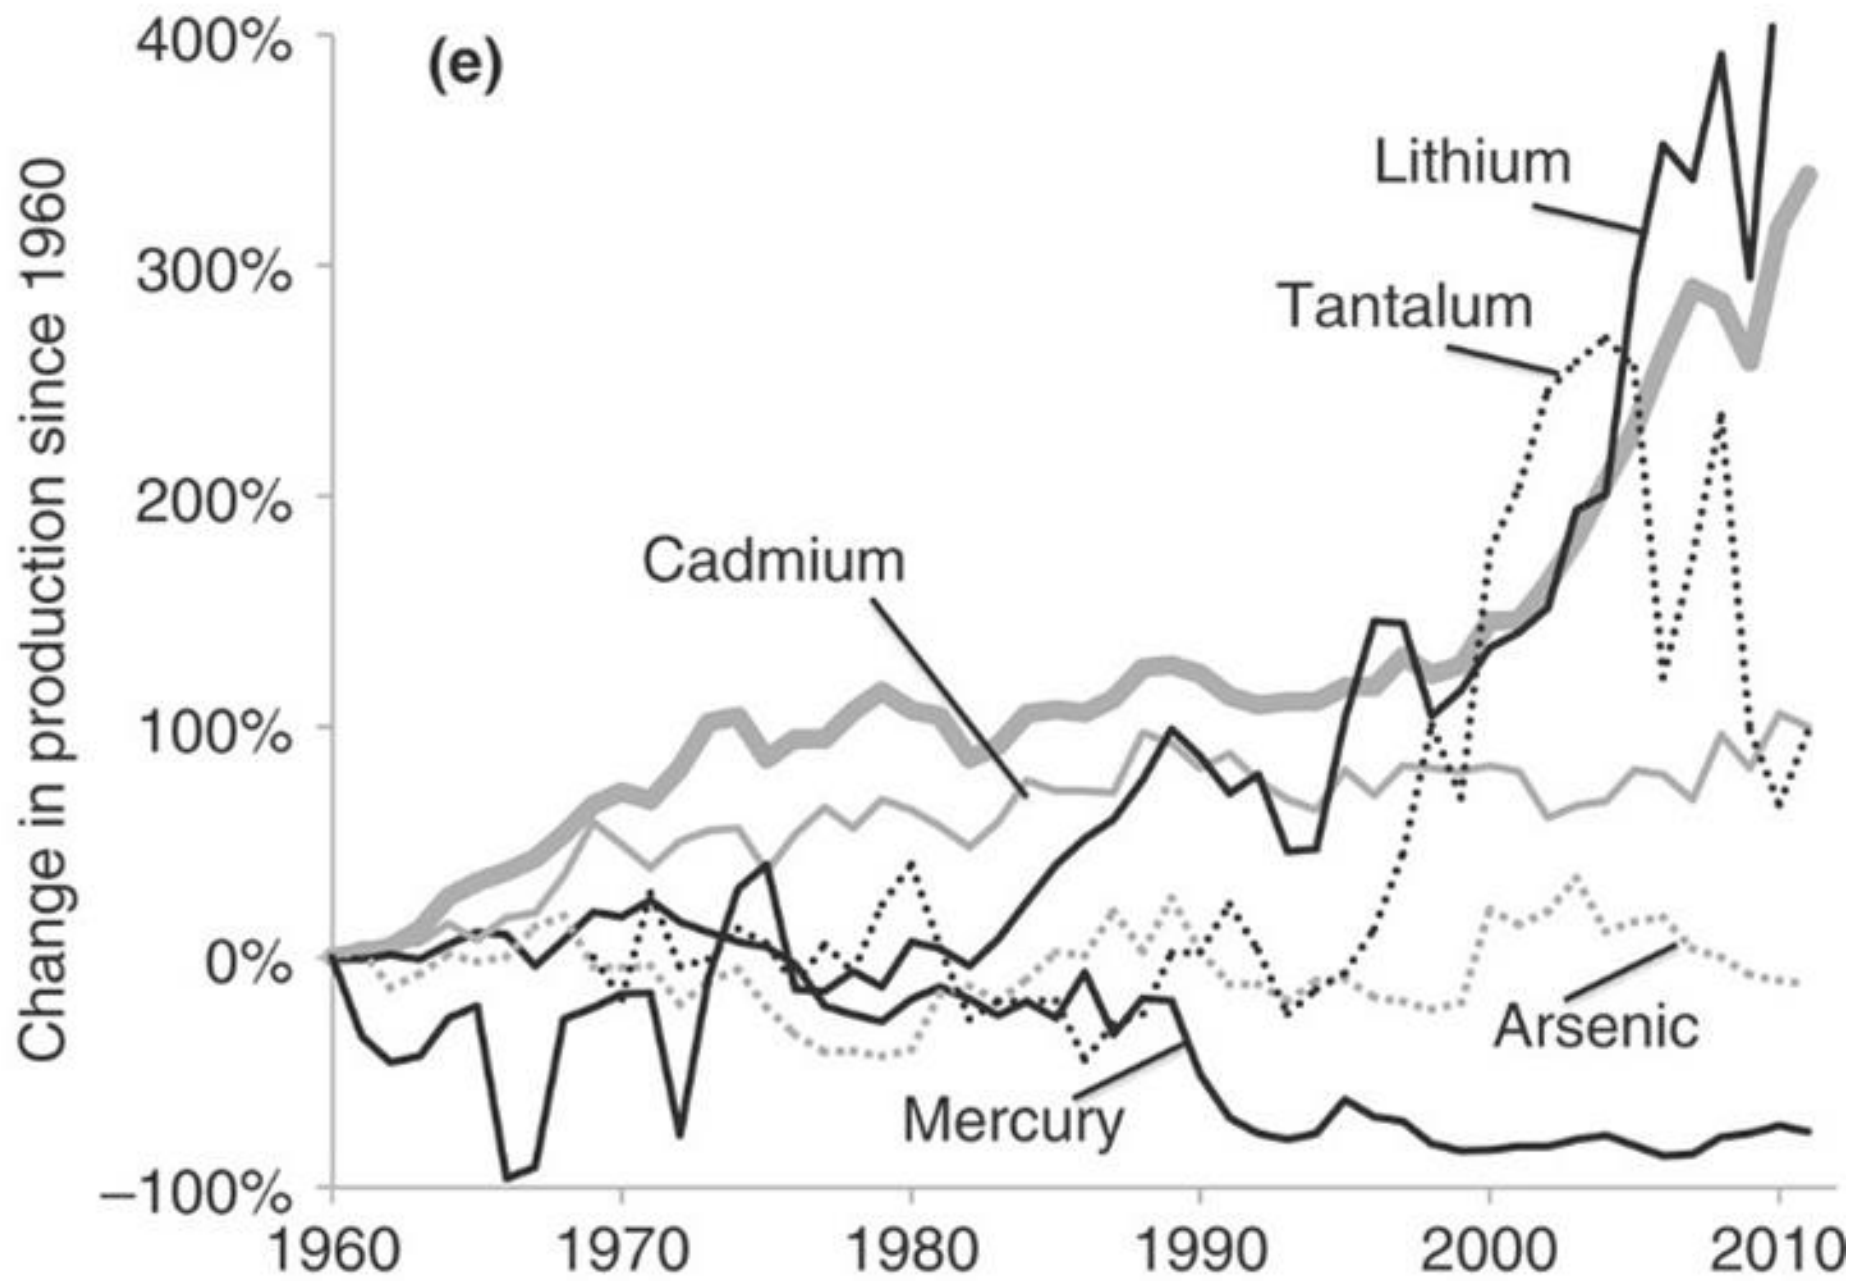 400%
(e)
Lithium
300%
Tantalum
200%
Cadmium
100%
0%
Arsenic
Mercury
–100%
1960 1970 1980 1990 2000 2010
Change in production since 1960